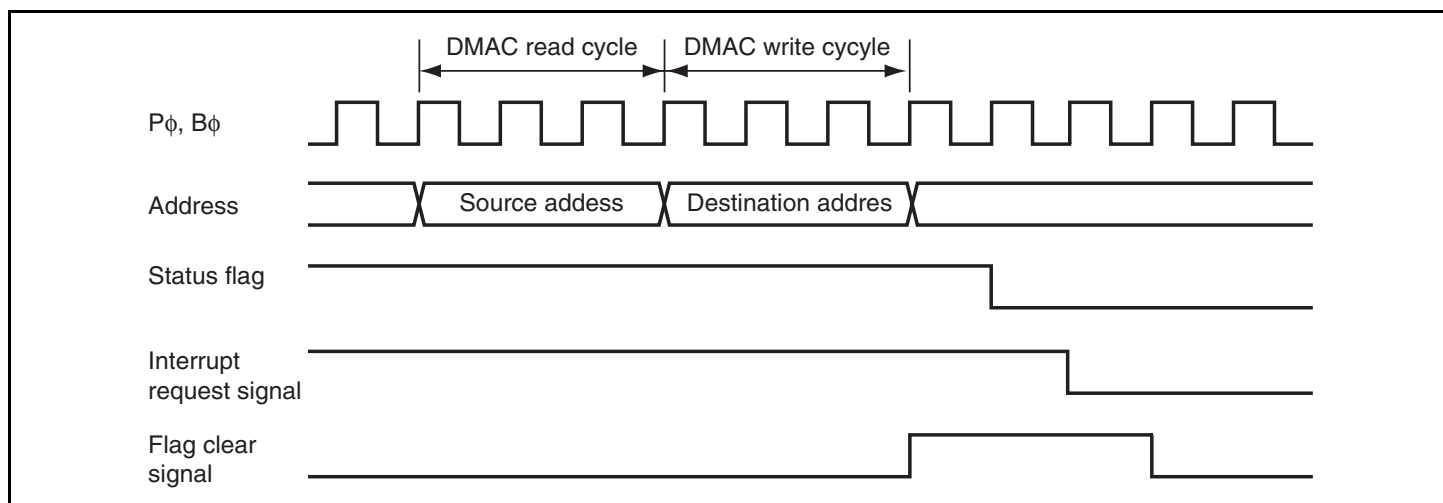 DMAC read cycle
DMAC write cycyle
Pϕ, Bϕ
Address
Source addess
Destination addres
Status flag
Interrupt
request signal
Flag clear
signal